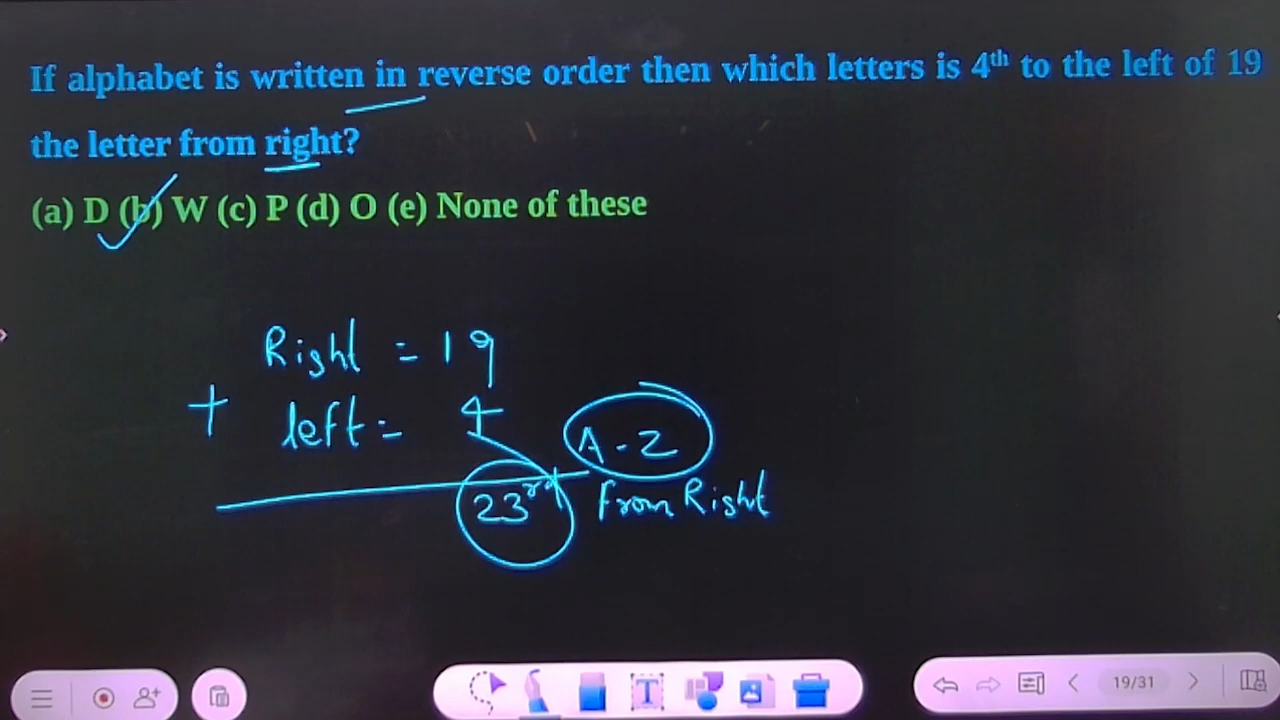 If alphabet is written in reverse order then which letters is 4th to the left of 19
the letter from right?
(a) D (b) W (c) P (d) O (e) None of these
Right = 19
+ left = 4
A - Z
23rd from Right
19/31